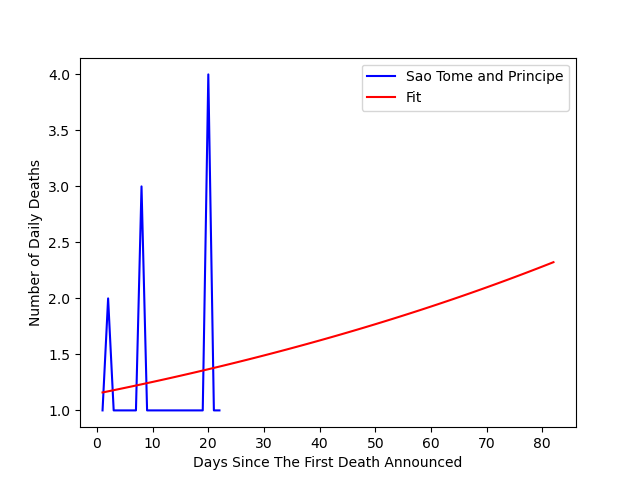 Sao Tome and Principe
Fit
4.0
3.5
3.0
2.5
2.0
1.5
1.0
Number of Daily Deaths
0 10 20 30 40 50 60 70 80
Days Since The First Death Announced